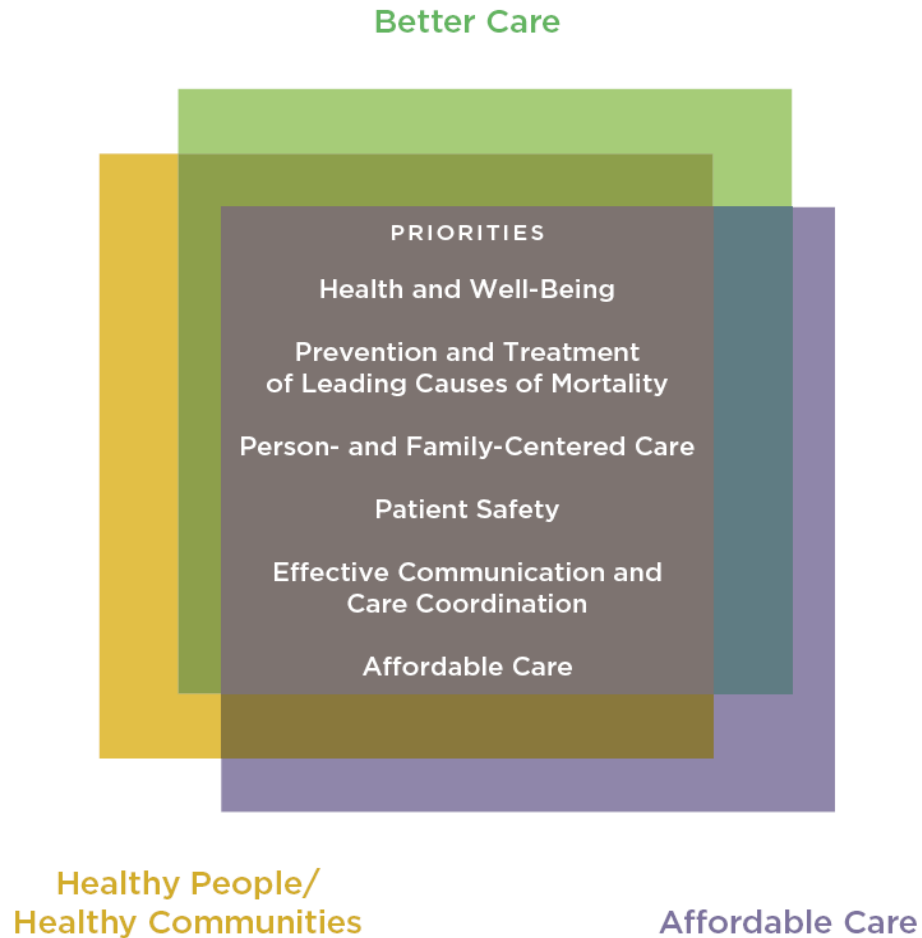 Better Care
PRIORITIES
Health and Well-Being
Prevention and Treatment
of Leading Causes of Mortality
Person- and Family-Centered Care
Patient Safety
Effective Communication and
Care Coordination
Affordable Care
Healthy People/
Healthy Communities
Affordable Care